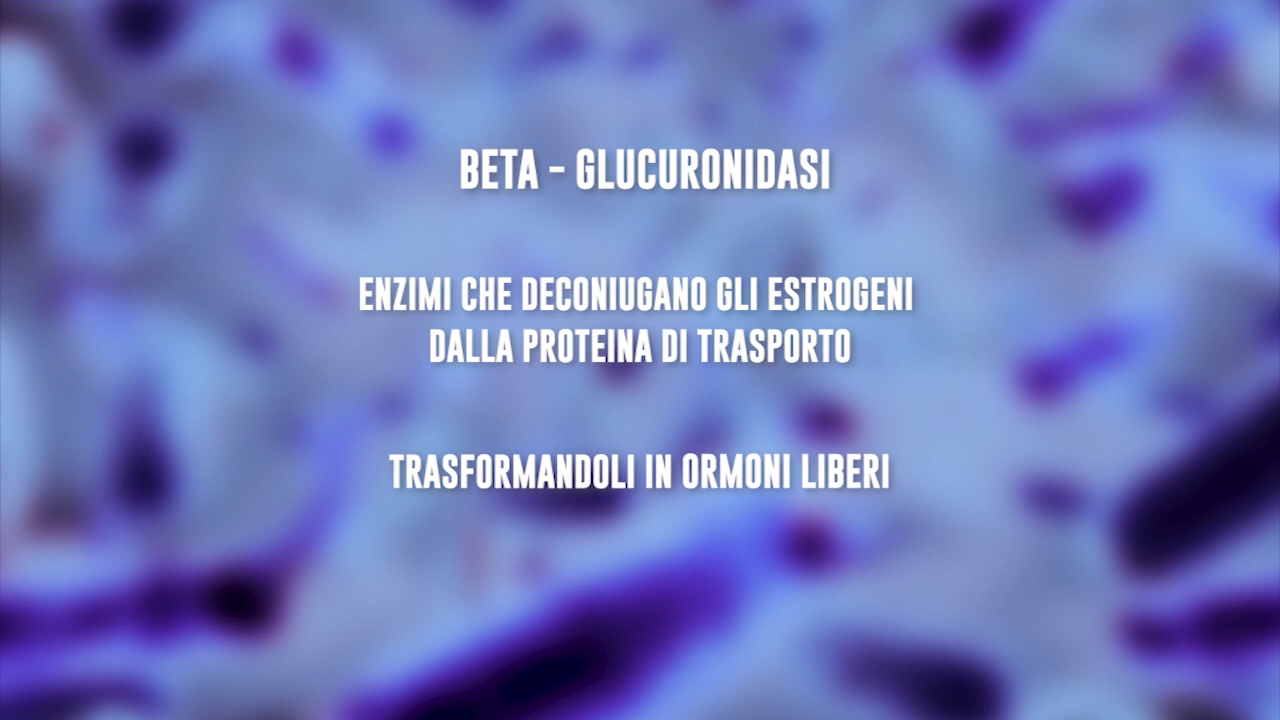 BETA - GLUCURONIDASI
ENZIMI CHE DECONIUGANO GLI ESTROGENI
DALLA PROTEINA DI TRASPORTO
TRASFORMANDOLI IN ORMONI LIBERI